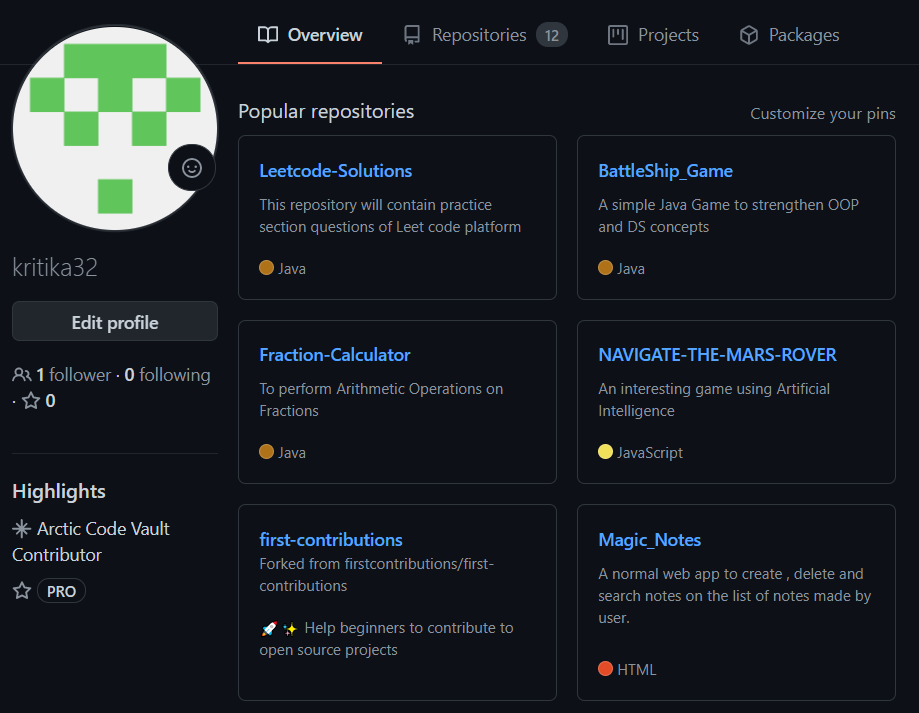 Overview
Repositories 12
Projects
Packages
kritika32
Edit profile
1 follower · 0 following
· 0
Highlights
Arctic Code Vault
Contributor
PRO
Popular repositories
Customize your pins
Leetcode-Solutions
This repository will contain practice
section questions of Leet code platform
Java
BattleShip_Game
A simple Java Game to strengthen OOP
and DS concepts
Java
Fraction-Calculator
To perform Arithmetic Operations on
Fractions
Java
NAVIGATE-THE-MARS-ROVER
An interesting game using Artificial
Intelligence
JavaScript
first-contributions
Forked from firstcontributions/first-
contributions
🚀✨ Help beginners to contribute to
open source projects
Magic_Notes
A normal web app to create , delete and
search notes on the list of notes made by
user.
HTML